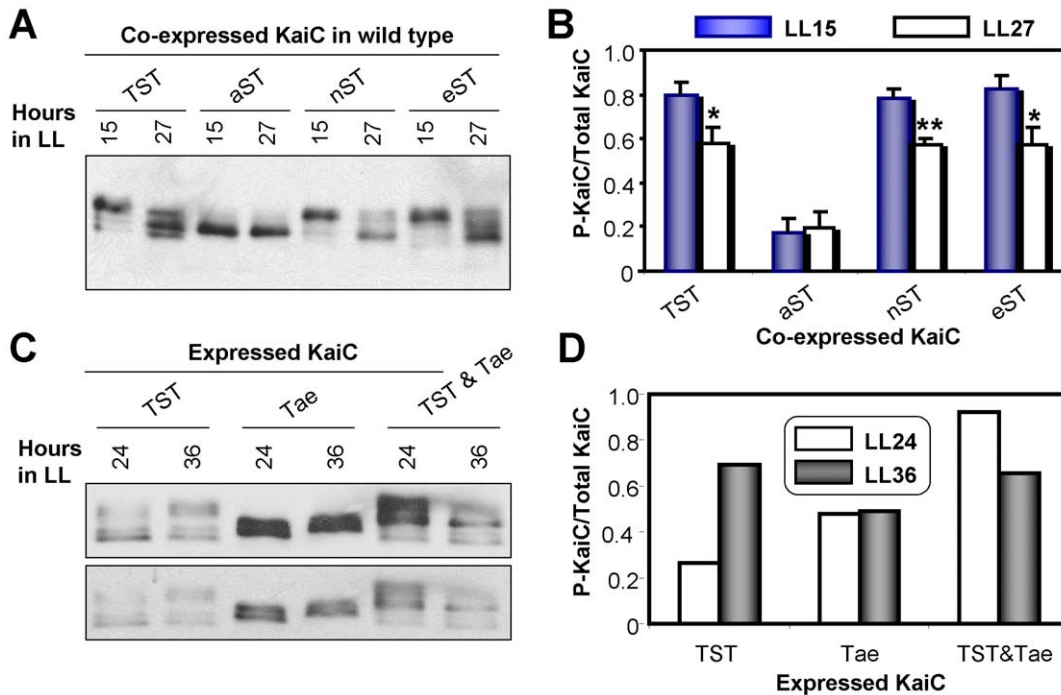 A
Co-expressed KaiC in wild type
TST aST nST eST
Hours in LL
15 27 15 27 15 27 15 27
B
LL15 LL27
P-KaiC/Total KaiC
1.0
0.8
0.6
0.4
0.2
0
* ** *
TST aST nST eST
Co-expressed KaiC
C
Expressed KaiC
TST Tae TST & Tae
Hours in LL
24 36 24 36 24 36
D
P-KaiC/Total KaiC
1.0
0.8
0.6
0.4
0.2
0
LL24
LL36
TST Tae TST&Tae
Expressed KaiC